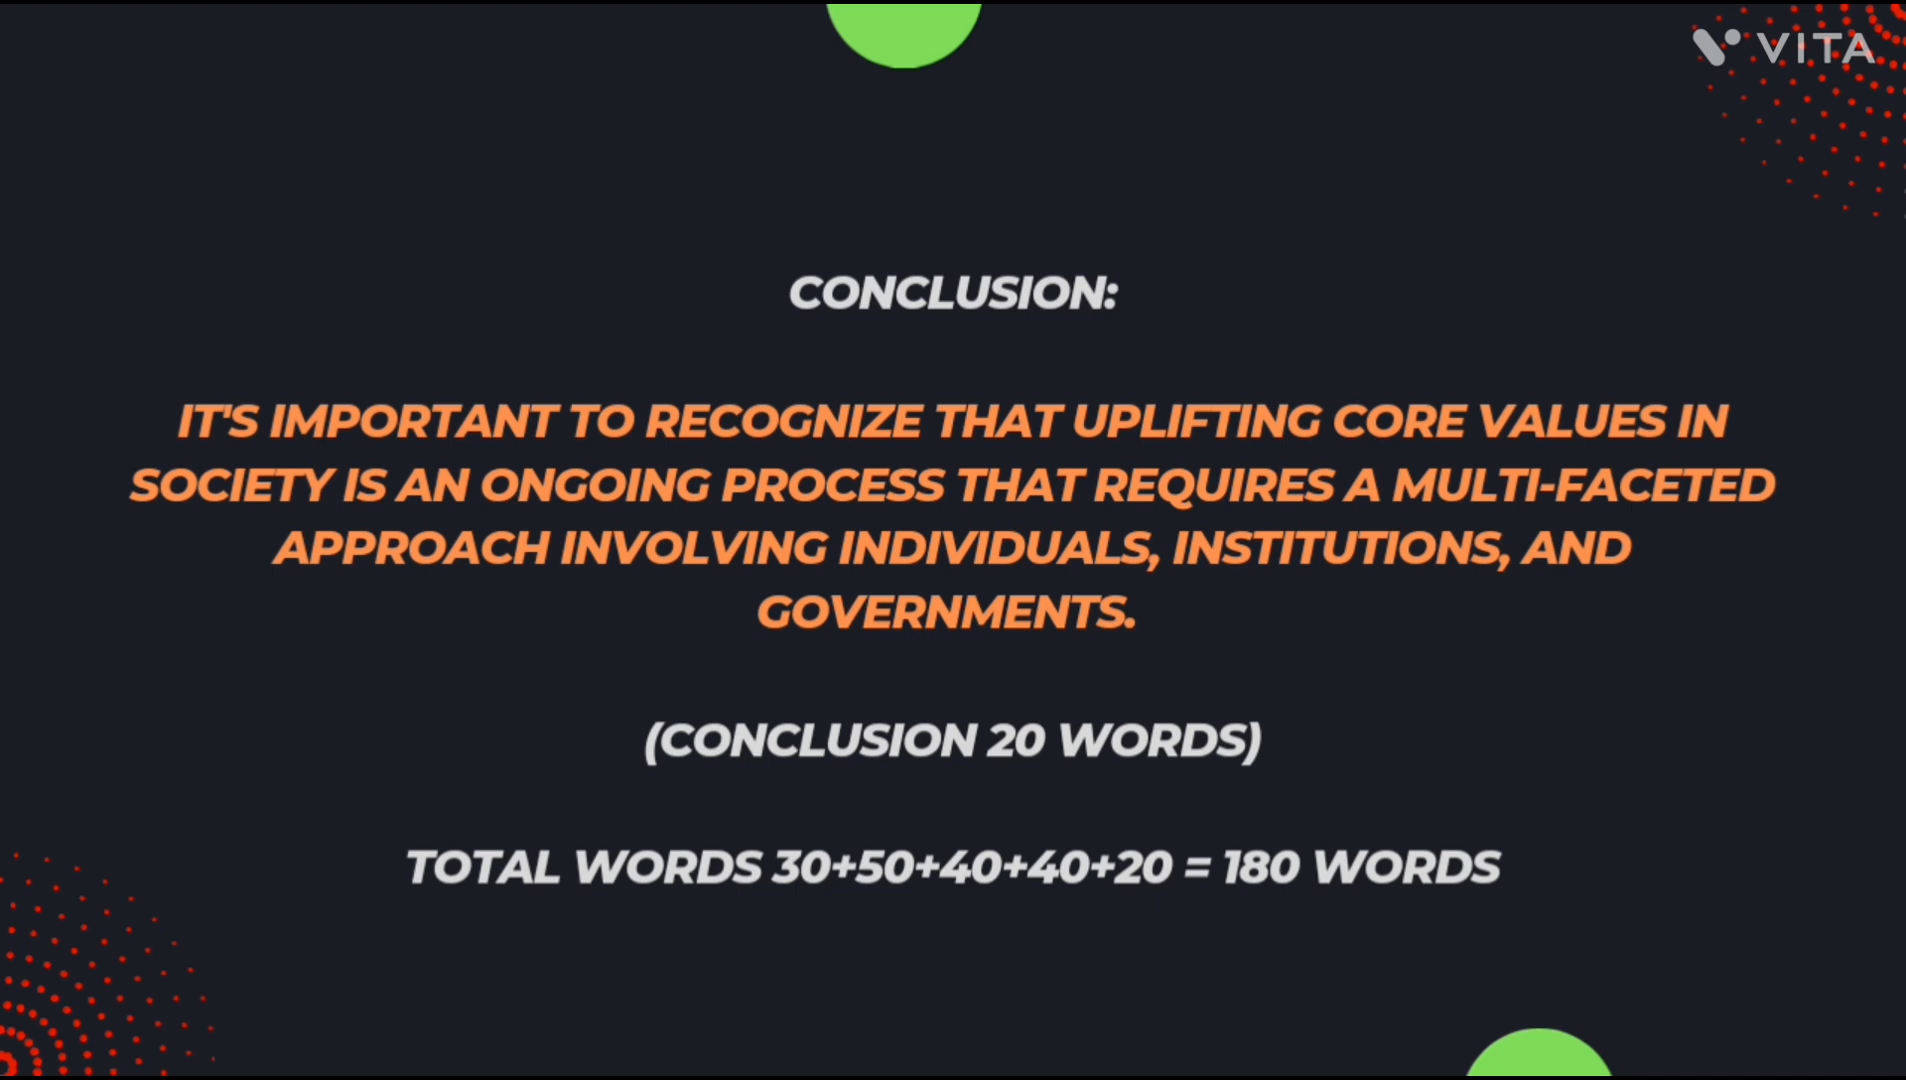 VITA
CONCLUSION:
IT'S IMPORTANT TO RECOGNIZE THAT UPLIFTING CORE VALUES IN
SOCIETY IS AN ONGOING PROCESS THAT REQUIRES A MULTI-FACETED
APPROACH INVOLVING INDIVIDUALS, INSTITUTIONS, AND
GOVERNMENTS.
(CONCLUSION 20 WORDS)
TOTAL WORDS 30+50+40+40+20 = 180 WORDS